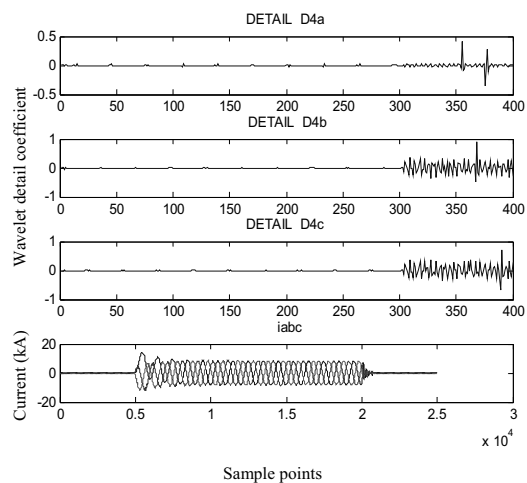 DETAIL D4a
0.5
0
-0.5
0 50 100 150 200 250 300 350 400
DETAIL D4b
1
0
-1
0 50 100 150 200 250 300 350 400
DETAIL D4c
1
0
-1
0 50 100 150 200 250 300 350 400
Wavelet detail coefficient
iabc
20
0
-20
0 0.5 1 1.5 2 2.5 3
x 10^4
Current (kA)
Sample points